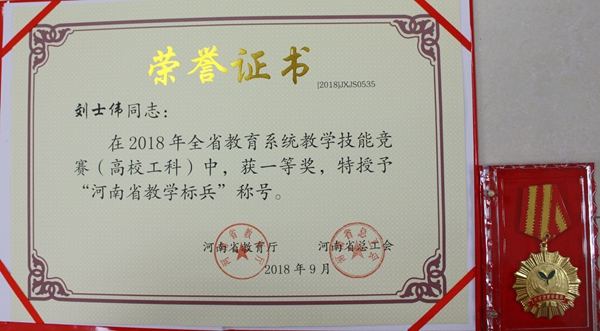 荣誉证书
[2018]JXJS0535
刘士伟同志：
在2018年全省教育系统教学技能竞
赛（高校工科）中，获一等奖，特授予
“河南省教学标兵”称号。
河南省教育厅 河南省总工会
2018年9月